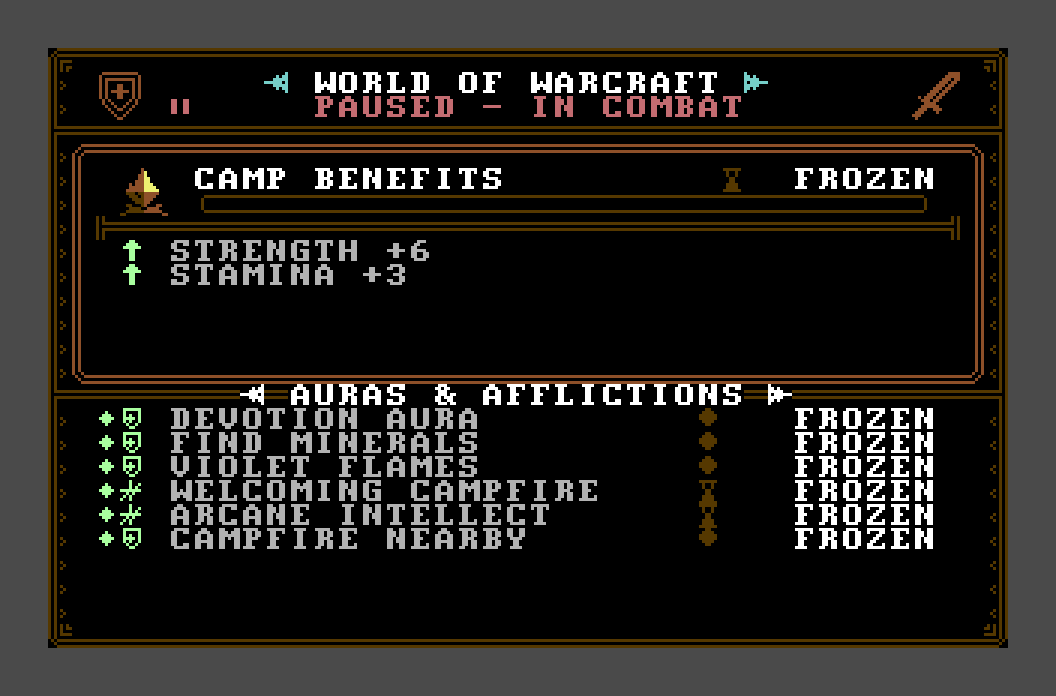 WORLD OF WARCRAFT
PAUSED - IN COMBAT
CAMP BENEFITS FROZEN
STRENGTH +6
STAMINA +3
AURAS & AFFLICTIONS
DEVOTION AURA FROZEN
FIND MINERALS FROZEN
VIOLET FLAMES FROZEN
WELCOMING CAMPFIRE FROZEN
ARCANE INTELLECT FROZEN
CAMPFIRE NEARBY FROZEN